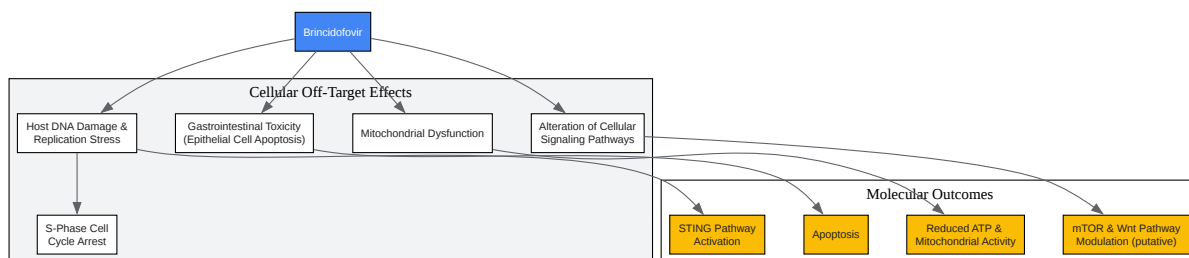 Brincidofovir
Cellular Off-Target Effects
Host DNA Damage &
Replication Stress
Gastrointestinal Toxicity
(Epithelial Cell Apoptosis)
Mitochondrial Dysfunction
Alteration of Cellular
Signaling Pathways
Molecular Outcomes
S-Phase Cell
Cycle Arrest
STING Pathway
Activation
Apoptosis
Reduced ATP &
Mitochondrial Activity
mTOR & Wnt Pathway
Modulation (putative)